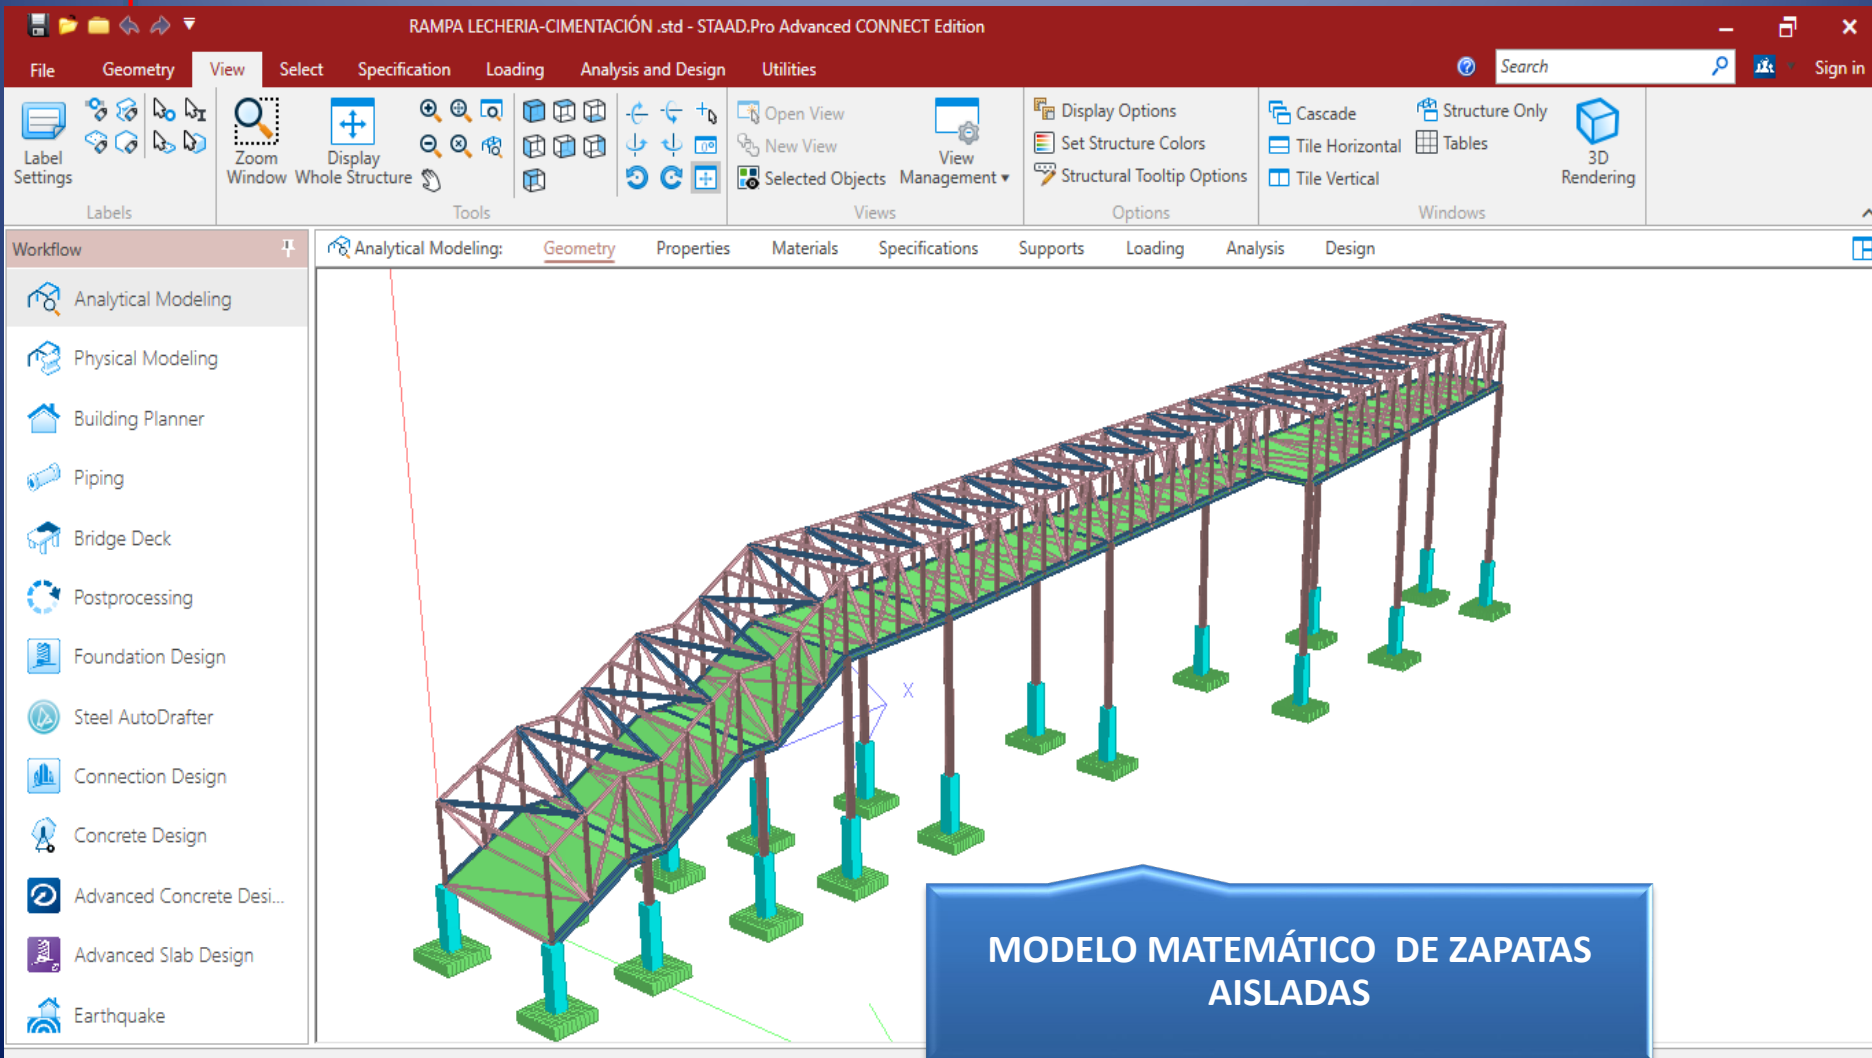 RAMPA LECHERIA-CIMENTACIÓN .std - STAAD.Pro Advanced CONNECT Edition
File Geometry View Select Specification Loading Analysis and Design Utilities
Search
Sign in
Label
Settings
Labels
Zoom
Window
Display
Whole Structure
Tools
Open View
New View
Selected Objects
View
Management
Views
Display Options
Set Structure Colors
Structural Tooltip Options
Options
Cascade
Tile Horizontal
Tile Vertical
Structure Only
Tables
3D
Rendering
Windows
Workflow
Analytical Modeling: Geometry Properties Materials Specifications Supports Loading Analysis Design
Analytical Modeling
Physical Modeling
Building Planner
Piping
Bridge Deck
Postprocessing
Foundation Design
Steel AutoDrafter
Connection Design
Concrete Design
Advanced Concrete Desi...
Advanced Slab Design
Earthquake
X
MODELO MATEMÁTICO DE ZAPATAS
AISLADAS